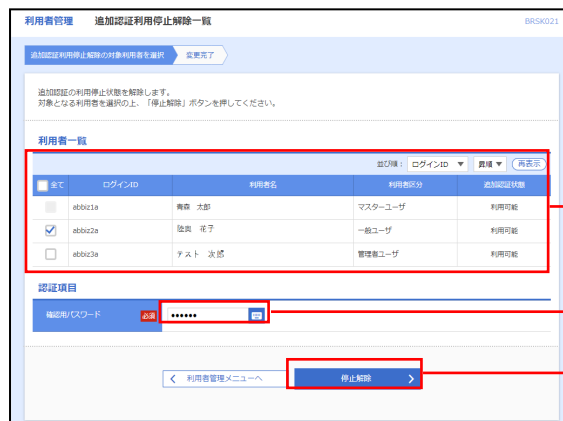 利用者管理 追加認証利用停止解除一覧 BRSK021
追加認証利用停止解除の対象利用者を選択 変更完了
追加認証の利用停止状態を解除します。
対象となる利用者を選択の上、「停止解除」ボタンを押してください。
利用者一覧
並び順： ログインID ▼ 昇順 ▼ 再表示
全て ログインID 利用者名 利用者区分 追加認証状態
abbiz1a 青森 太郎 マスターユーザ 利用可能
abbiz2a 陸奥 花子 一般ユーザ 利用可能
abbiz3a テスト 次郎 管理者ユーザ 利用可能
認証項目
確認用パスワード 必須 ••••••
利用者管理メニューへ 停止解除